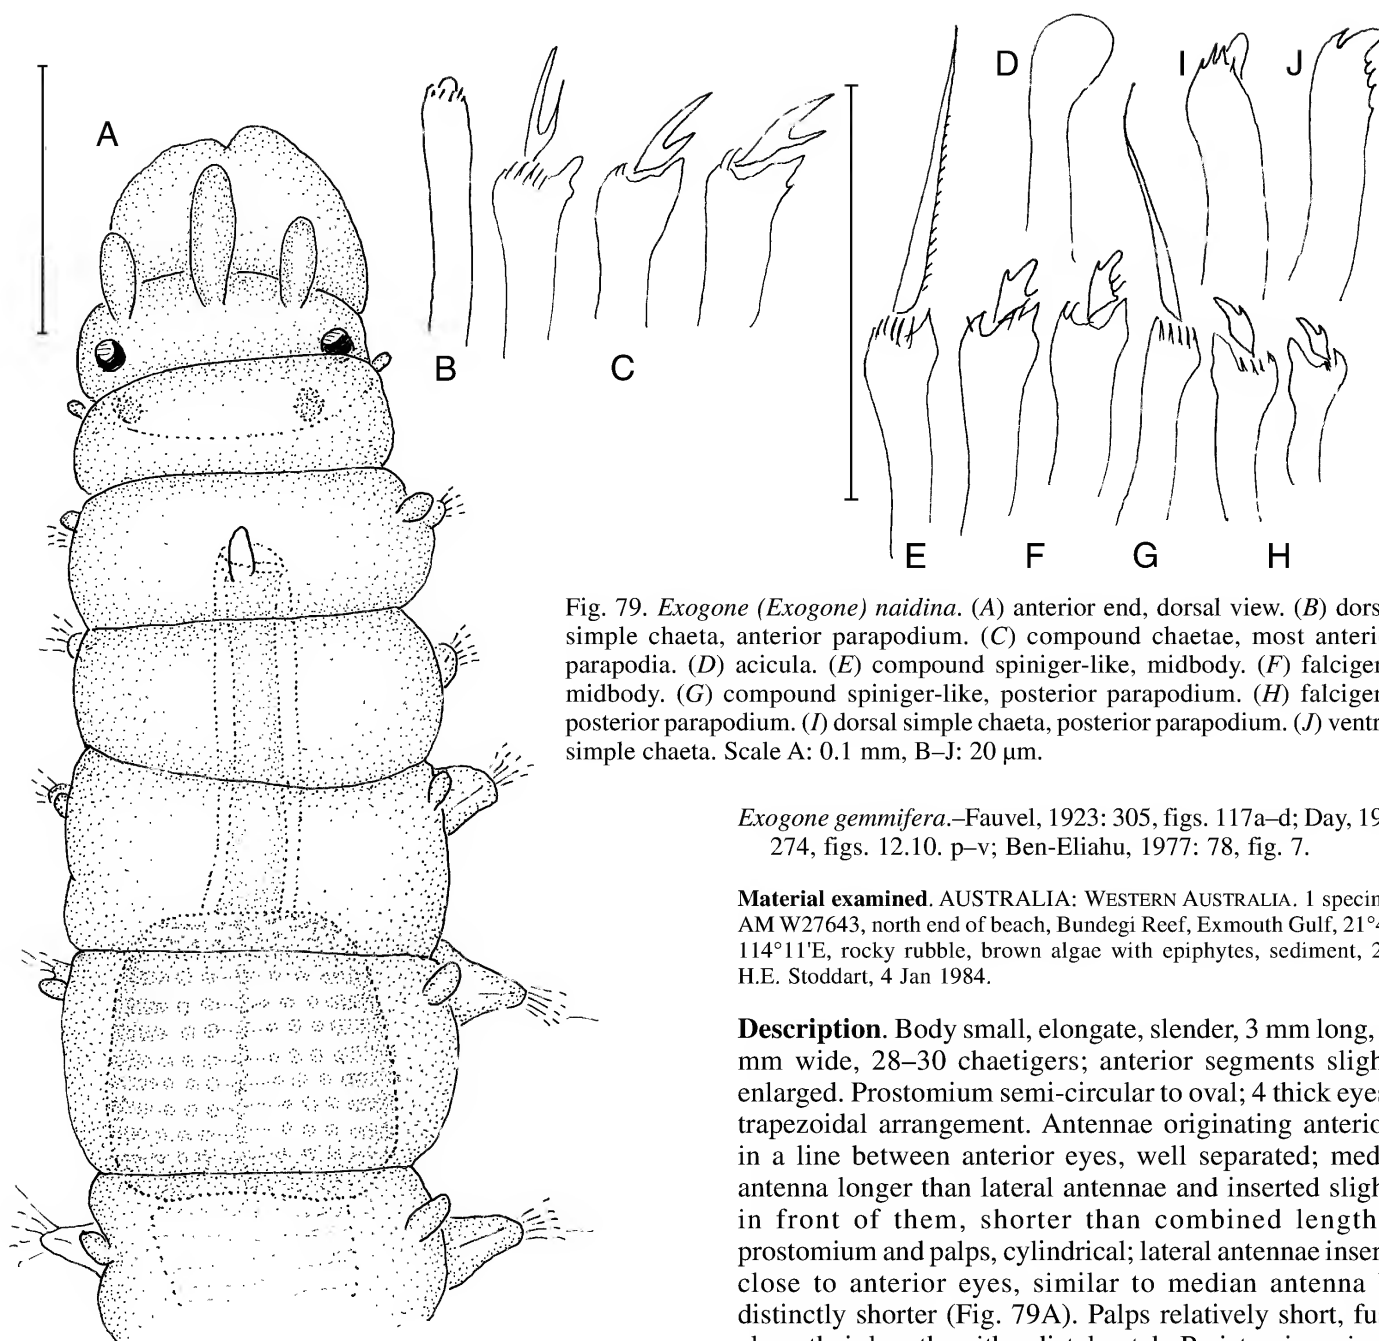 A
B
C
D
I
J
E
F
G
H
Fig. 79. Exogone (Exogone) naidina. (A) anterior end, dorsal view. (B) dors
simple chaeta, anterior parapodium. (C) compound chaetae, most anteri
parapodia. (D) acicula. (E) compound spiniger-like, midbody. (F) falciger
midbody. (G) compound spiniger-like, posterior parapodium. (H) falciger
posterior parapodium. (I) dorsal simple chaeta, posterior parapodium. (J) ventr
simple chaeta. Scale A: 0.1 mm, B–J: 20 µm.
Exogone gemmifera.–Fauvel, 1923: 305, figs. 117a–d; Day, 19
274, figs. 12.10. p–v; Ben-Eliahu, 1977: 78, fig. 7.
Material examined. AUSTRALIA: WESTERN AUSTRALIA. 1 specin
AM W27643, north end of beach, Bundegi Reef, Exmouth Gulf, 21°4
114°11'E, rocky rubble, brown algae with epiphytes, sediment, 2
H.E. Stoddart, 4 Jan 1984.
Description. Body small, elongate, slender, 3 mm long,
mm wide, 28–30 chaetigers; anterior segments sligh
enlarged. Prostomium semi-circular to oval; 4 thick eye
trapezoidal arrangement. Antennae originating anterio
in a line between anterior eyes, well separated; med
antenna longer than lateral antennae and inserted sligh
in front of them, shorter than combined length
prostomium and palps, cylindrical; lateral antennae inser
close to anterior eyes, similar to median antenna
distinctly shorter (Fig. 79A). Palps relatively short, fu